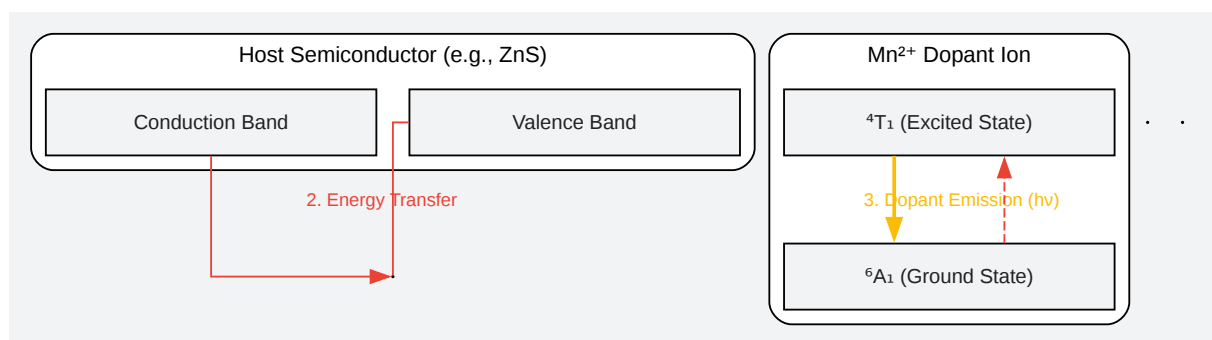 Host Semiconductor (e.g., ZnS)
Conduction Band
Valence Band
2. Energy Transfer
Mn²⁺ Dopant Ion
⁴T₁ (Excited State)
3. Dopant Emission (hν)
⁶A₁ (Ground State)